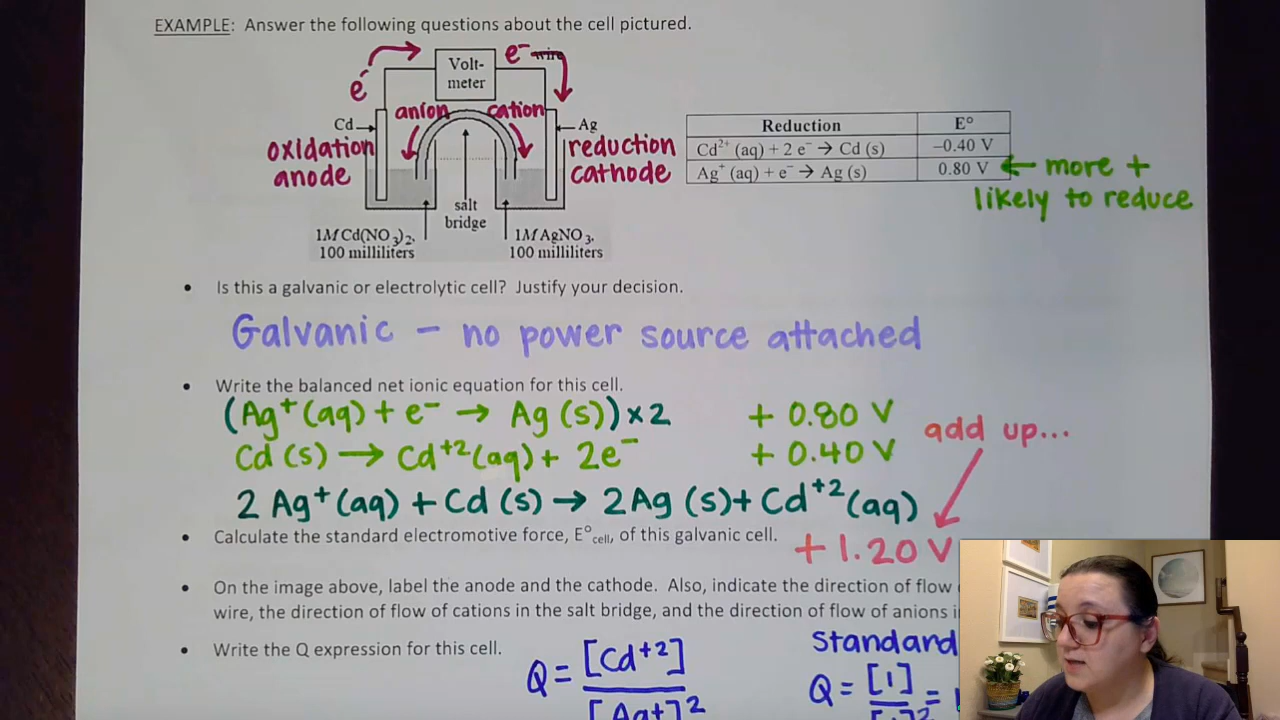 EXAMPLE: Answer the following questions about the cell pictured.
e⁻
Volt-
meter
e⁻ wire
anion
cation
Cd
Ag
oxidation
anode
reduction
cathode
salt
bridge
1M Cd(NO₃)₂,
100 milliliters
1M AgNO₃,
100 milliliters
Reduction E°
Cd²⁺ (aq) + 2 e⁻ → Cd (s) −0.40 V
Ag⁺ (aq) + e⁻ → Ag (s) 0.80 V
← more +
likely to reduce
• Is this a galvanic or electrolytic cell? Justify your decision.
Galvanic – no power source attached
• Write the balanced net ionic equation for this cell.
(Ag⁺(aq) + e⁻ → Ag (s)) x 2 + 0.80 V
Cd (s) → Cd⁺²(aq) + 2e⁻ + 0.40 V
add up...
2 Ag⁺(aq) + Cd (s) → 2 Ag (s) + Cd⁺²(aq)
• Calculate the standard electromotive force, E°cell, of this galvanic cell.
+ 1.20 V
• On the image above, label the anode and the cathode. Also, indicate the direction of flow
wire, the direction of flow of cations in the salt bridge, and the direction of flow of anions
• Write the Q expression for this cell.
Q = [Cd⁺²] / [Ag+]²
Standard
Q = [1] / ² =